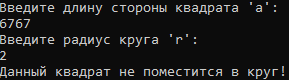 Введите длину стороны квадрата 'a':
6767
Введите радиус круга 'r':
2
Данный квадрат не поместится в круг!